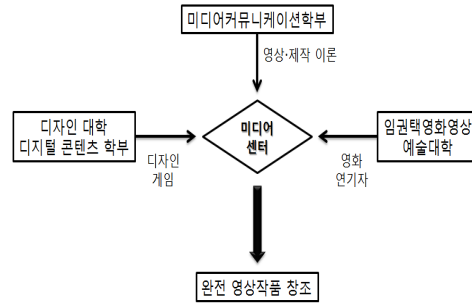 미디어커뮤니케이션학부
영상·제작 이론
디자인 대학
디지털 콘텐츠 학부
디자인
게임
미디어
센터
임권택영화영상
예술대학
영화
연기자
완전 영상작품 창조